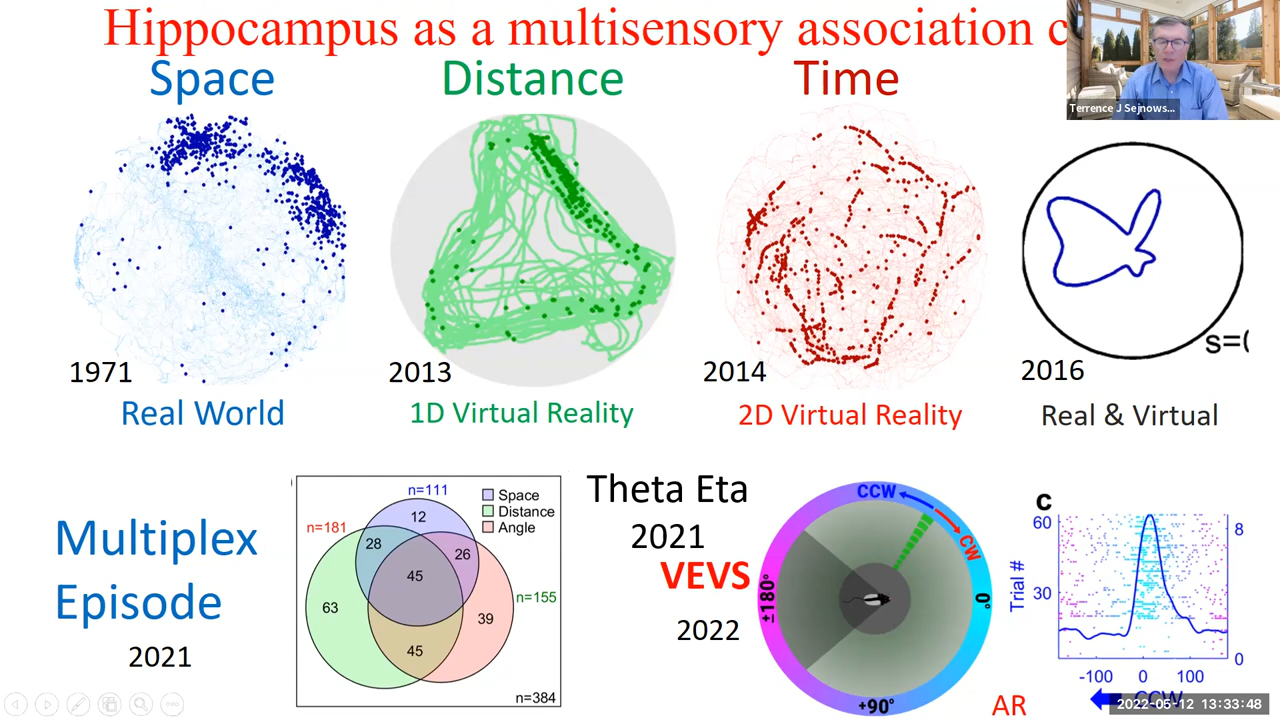 Hippocampus as a multisensory association c
Space
Distance
Time
Terrence J Sejnows...
1971
2013
2014
2016
s=(
Real World
1D Virtual Reality
2D Virtual Reality
Real & Virtual
Multiplex
Episode
2021
n=111
n=181
n=155
n=384
Space
Distance
Angle
12
28
26
45
63
39
45
Theta Eta
2021
VEVS
2022
CCW
CW
±180°
0°
+90°
AR
C
Trial #
60
30
8
0
-100
0
100
CCW
2022-05-12 13:33:48